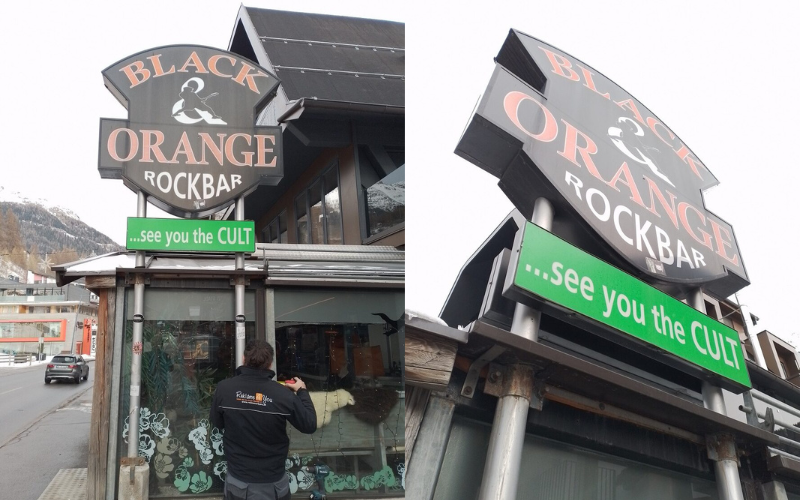 BLACK
&
ORANGE
ROCKBAR
...see you the CULT
BLACK
&
ORANGE
ROCKBAR
...see you the CULT